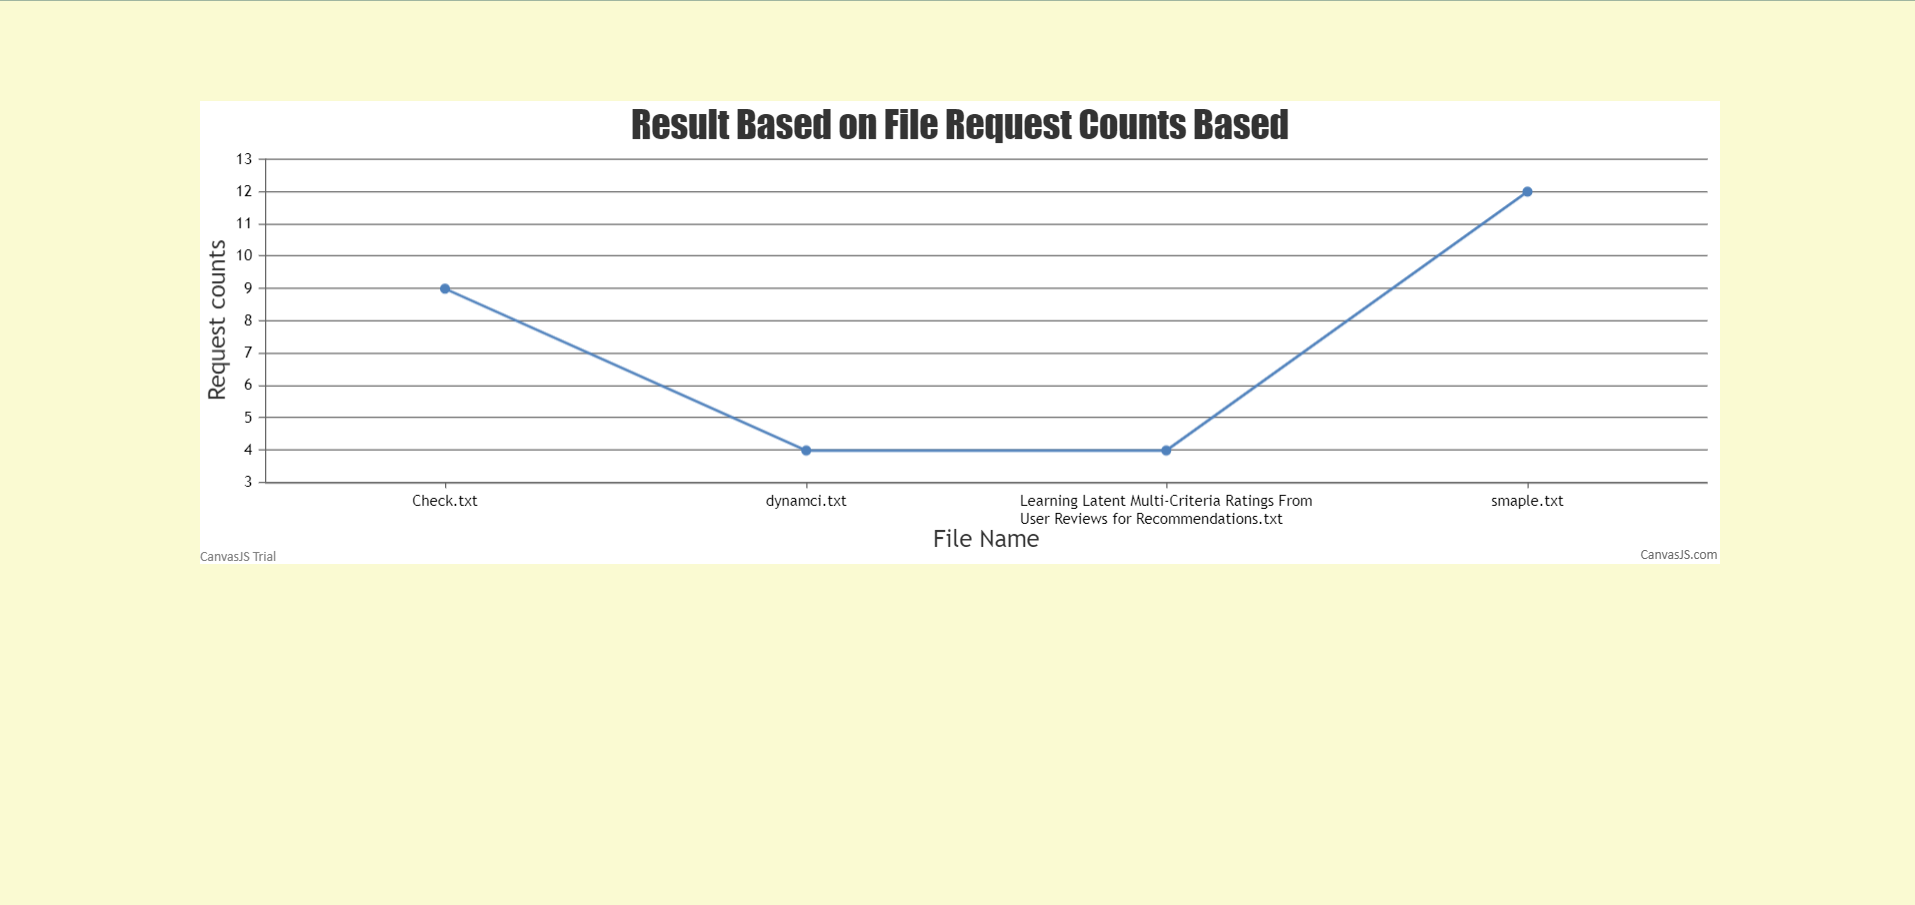 Result Based on File Request Counts Based
13
12
11
10
9
8
7
6
5
4
3
Request counts
Check.txt
dynamci.txt
Learning Latent Multi-Criteria Ratings From
User Reviews for Recommendations.txt
smaple.txt
File Name
CanvasJS Trial
CanvasJS.com